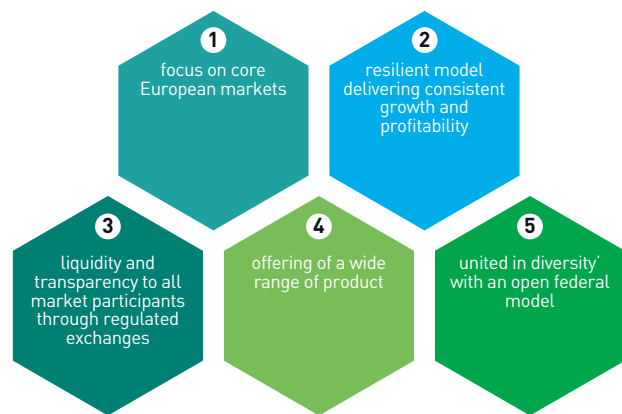 1
focus on core
European markets
2
resilient model
delivering consistent
growth and
profitability
3
liquidity and
transparency to all
market participants
through regulated
exchanges
4
offering of a wide
range of product
5
united in diversity*
with an open federal
model